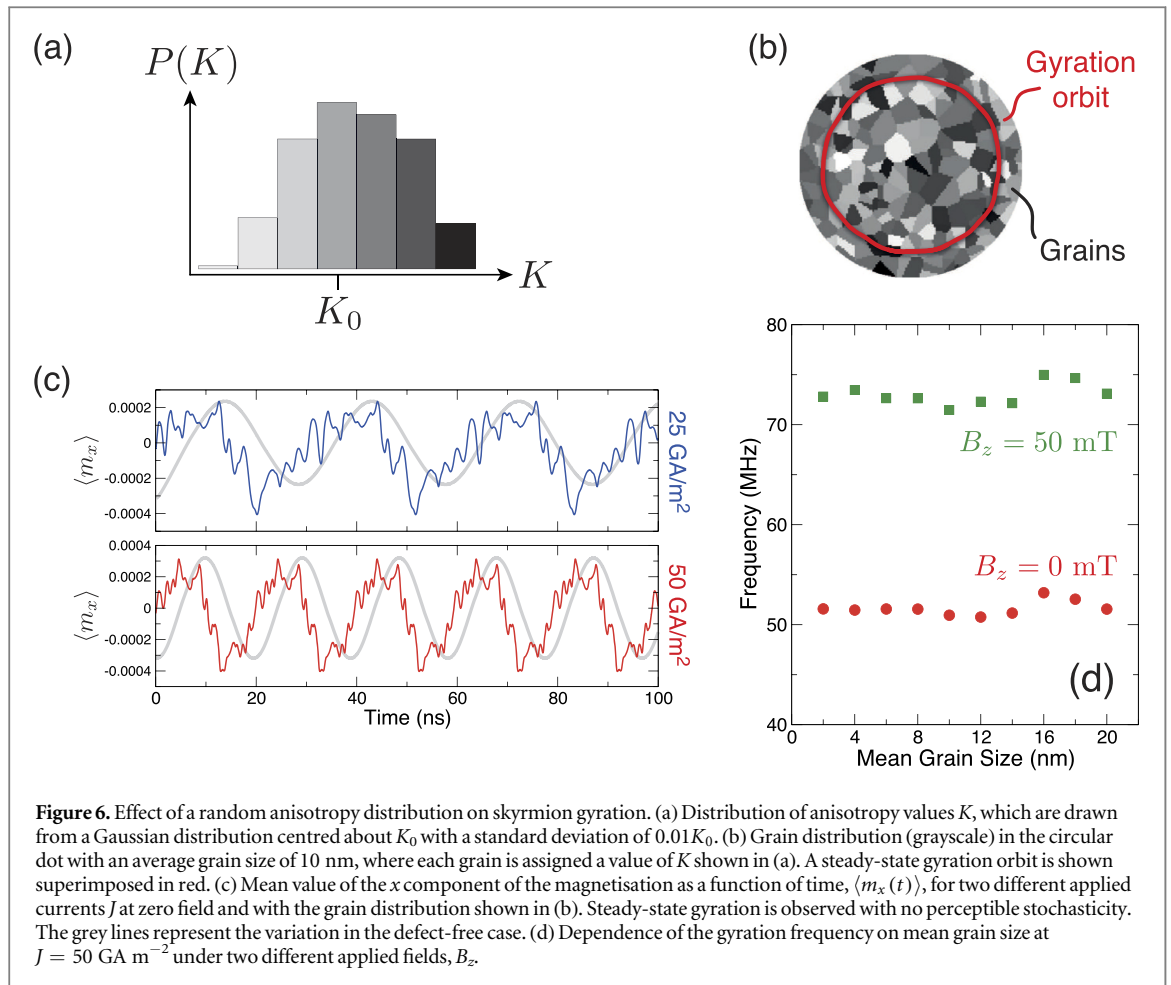 (a)
P(K)
K
K₀
(b)
Gyration
orbit
Grains
(c)
⟨mₓ⟩
0.0002
0
-0.0002
-0.0004
25 GA/m²
⟨mₓ⟩
0.0004
0.0002
0
-0.0002
-0.0004
50 GA/m²
0 20 40 60 80 100
Time (ns)
80
70
60
50
40
Frequency (MHz)
B_z = 50 mT
B_z = 0 mT
(d)
0 4 8 12 16 20
Mean Grain Size (nm)
Figure 6. Effect of a random anisotropy distribution on skyrmion gyration. (a) Distribution of anisotropy values K, which are drawn
from a Gaussian distribution centred about K₀ with a standard deviation of 0.01K₀. (b) Grain distribution (grayscale) in the circular
dot with an average grain size of 10 nm, where each grain is assigned a value of K shown in (a). A steady-state gyration orbit is shown
superimposed in red. (c) Mean value of the x component of the magnetisation as a function of time, ⟨mₓ(t)⟩, for two different applied
currents J at zero field and with the grain distribution shown in (b). Steady-state gyration is observed with no perceptible stochasticity.
The grey lines represent the variation in the defect-free case. (d) Dependence of the gyration frequency on mean grain size at
J = 50 GA m⁻² under two different applied fields, B_z.